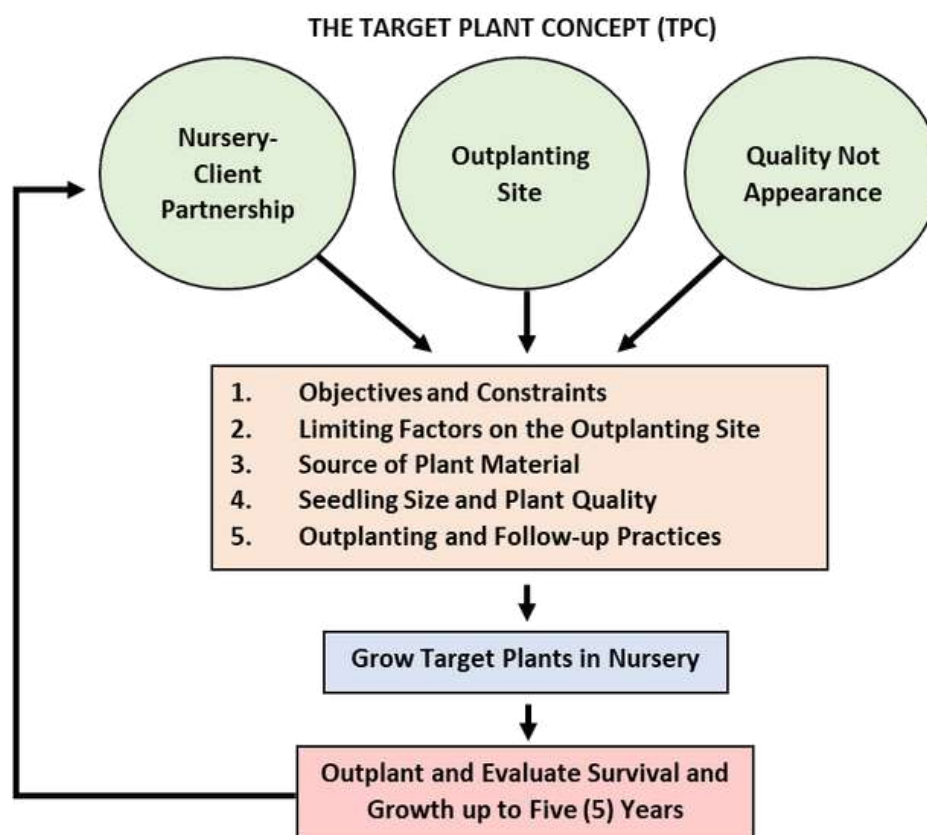 THE TARGET PLANT CONCEPT (TPC)
Nursery-
Client
Partnership
Outplanting
Site
Quality Not
Appearance
1. Objectives and Constraints
2. Limiting Factors on the Outplanting Site
3. Source of Plant Material
4. Seedling Size and Plant Quality
5. Outplanting and Follow-up Practices
Grow Target Plants in Nursery
Outplant and Evaluate Survival and
Growth up to Five (5) Years